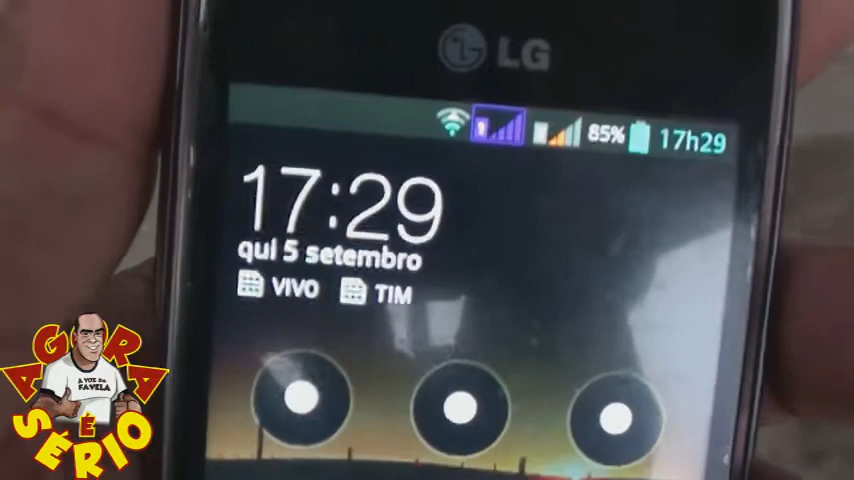 LG
85% 17h29
17:29
qui 5 setembro
VIVO TIM
AGORA
A VOZ DA
FAVELA
É
SÉRIO